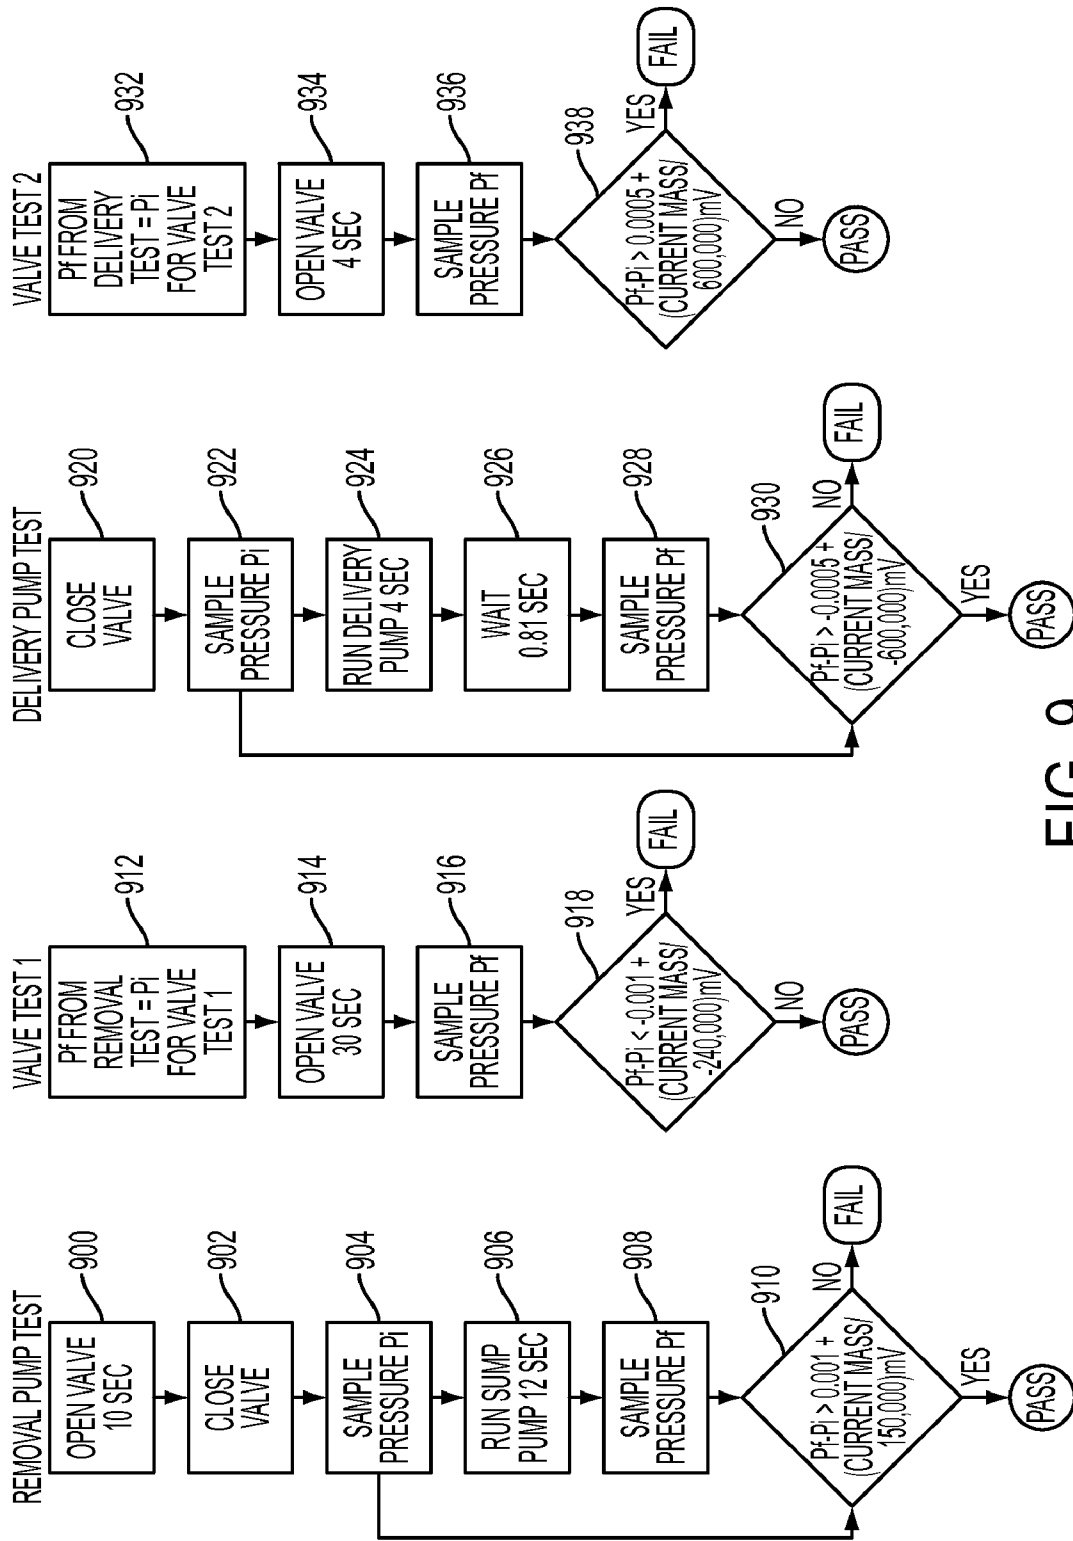 REMOVAL PUMP TEST
900
OPEN VALVE
10 SEC
902
CLOSE
VALVE
904
SAMPLE
PRESSURE Pi
906
RUN SUMP
PUMP 12 SEC
908
SAMPLE
PRESSURE Pf
910
Pf-Pi > 0.001 +
(CURRENT MASS/
150,000)mV
NO
FAIL
YES
PASS
VALVE TEST 1
912
Pf FROM
REMOVAL
TEST = Pi
FOR VALVE
TEST 1
914
OPEN VALVE
30 SEC
916
SAMPLE
PRESSURE Pf
918
Pf-Pi < -0.001 +
(CURRENT MASS/
-240,000)mV
YES
FAIL
NO
PASS
DELIVERY PUMP TEST
920
CLOSE
VALVE
922
SAMPLE
PRESSURE Pi
924
RUN DELIVERY
PUMP 4 SEC
926
WAIT
0.81 SEC
928
SAMPLE
PRESSURE Pf
930
Pf-Pi > -0.0005 +
(CURRENT MASS/
-600,000)mV
NO
FAIL
YES
PASS
VALVE TEST 2
932
Pf FROM
DELIVERY
TEST = Pi
FOR VALVE
TEST 2
934
OPEN VALVE
4 SEC
936
SAMPLE
PRESSURE Pf
938
Pf-Pi > 0.0005 +
(CURRENT MASS/
600,000)mV
YES
FAIL
NO
PASS
FIG. 9